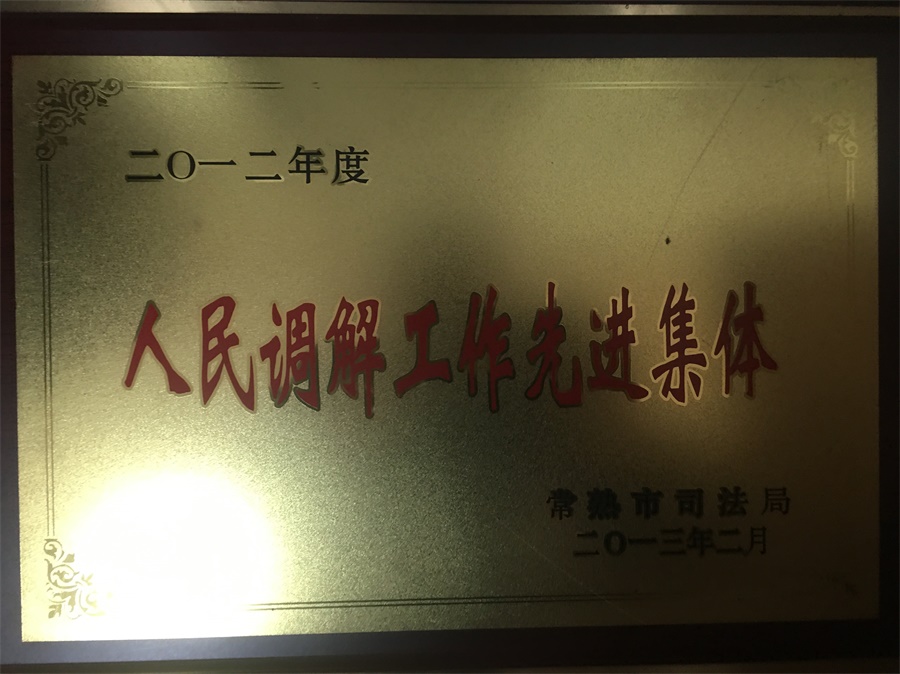 二〇一二年度
人民调解工作先进集体
常熟市司法局
二〇一三年二月